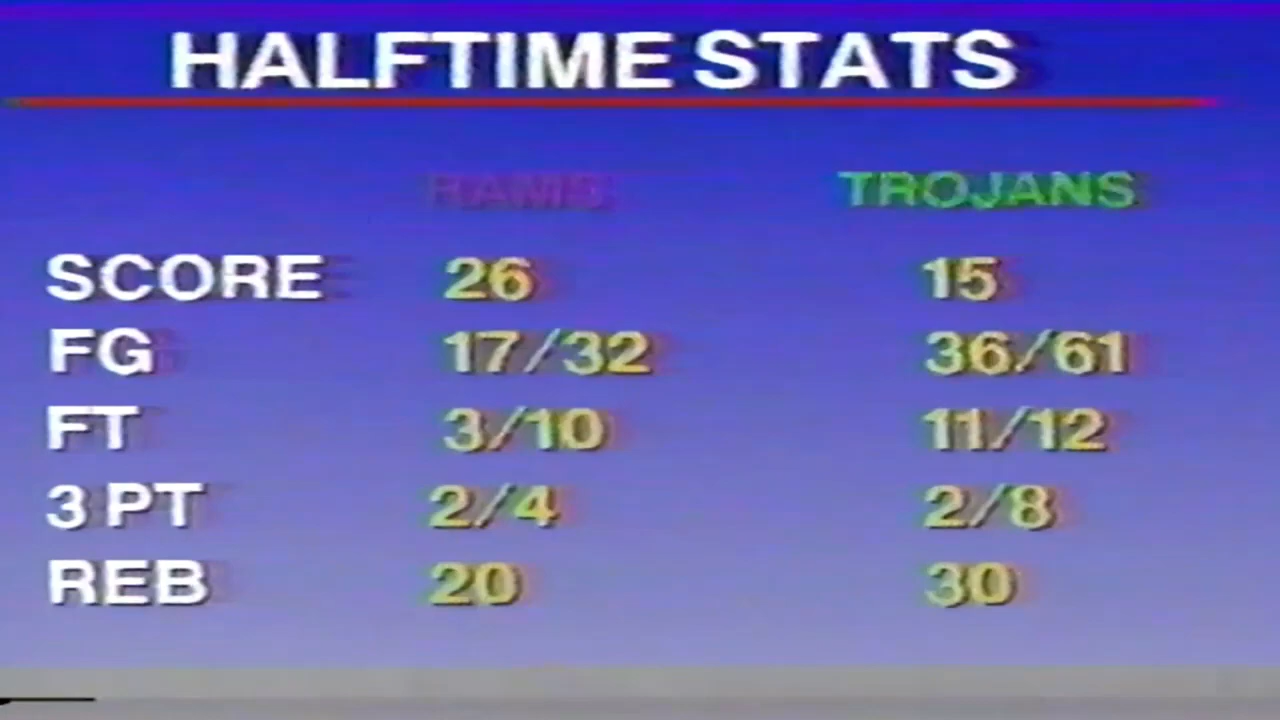 HALFTIME STATS
RAMS TROJANS
SCORE 26 15
FG 17/32 36/61
FT 3/10 11/12
3 PT 2/4 2/8
REB 20 30